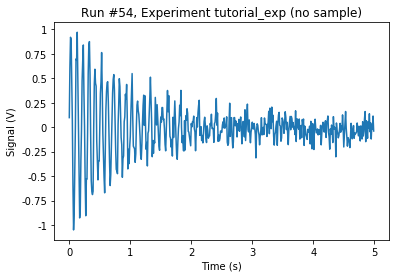 Run #54, Experiment tutorial_exp (no sample)
1
0.75
0.5
0.25
0
-0.25
-0.5
-0.75
-1
Signal (V)
0 1 2 3 4 5
Time (s)